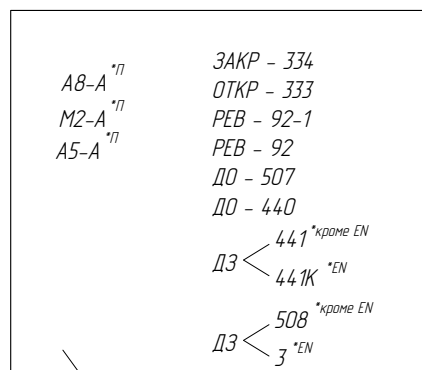 А8-А*П
М2-А*П
А5-А*П
ЗАКР - 334
ОТКР - 333
РЕВ - 92-1
РЕВ - 92
ДО - 507
ДО - 440
ДЗ
441*кроме EN
441К*EN
ДЗ
508*кроме EN
3*EN